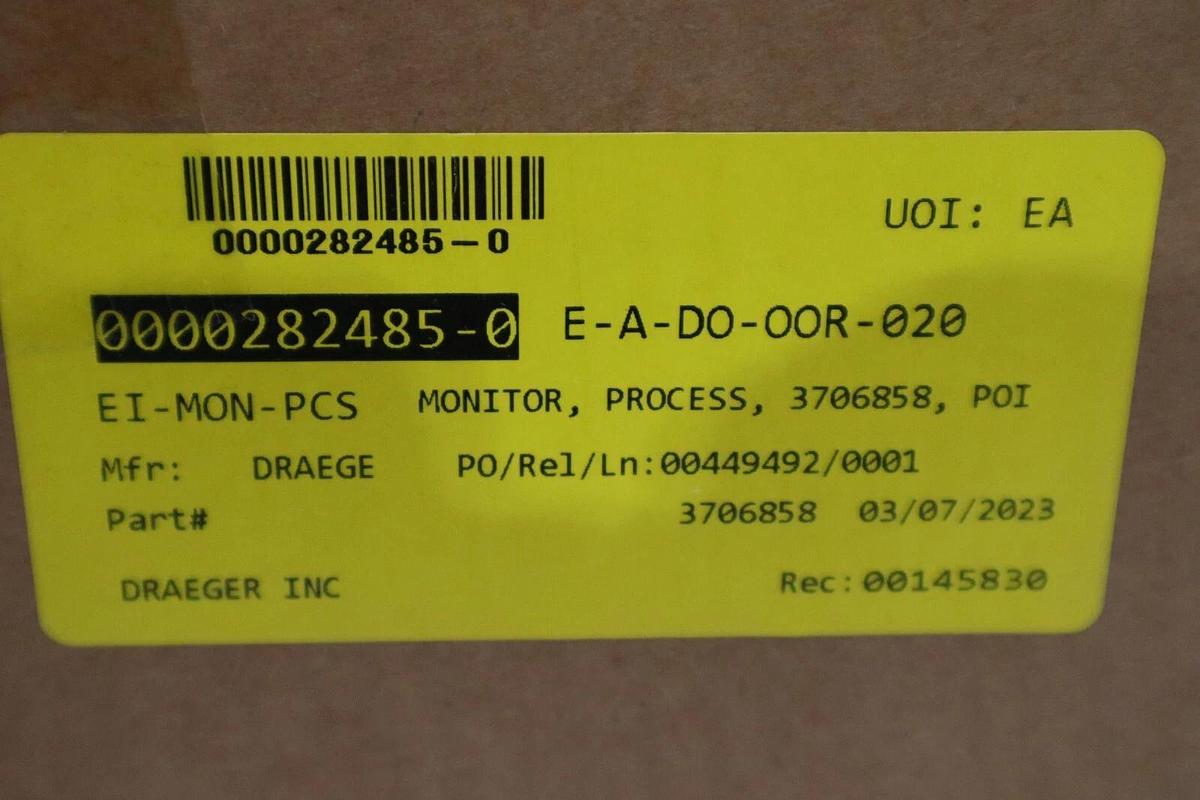 0000282485-0
UOI: EA
0000282485-0 E-A-DO-OOR-020
EI-MON-PCS MONITOR, PROCESS, 3706858, POI
Mfr: DRAEGE PO/Rel/Ln:00449492/0001
Part# 3706858 03/07/2023
DRAEGER INC Rec:00145830